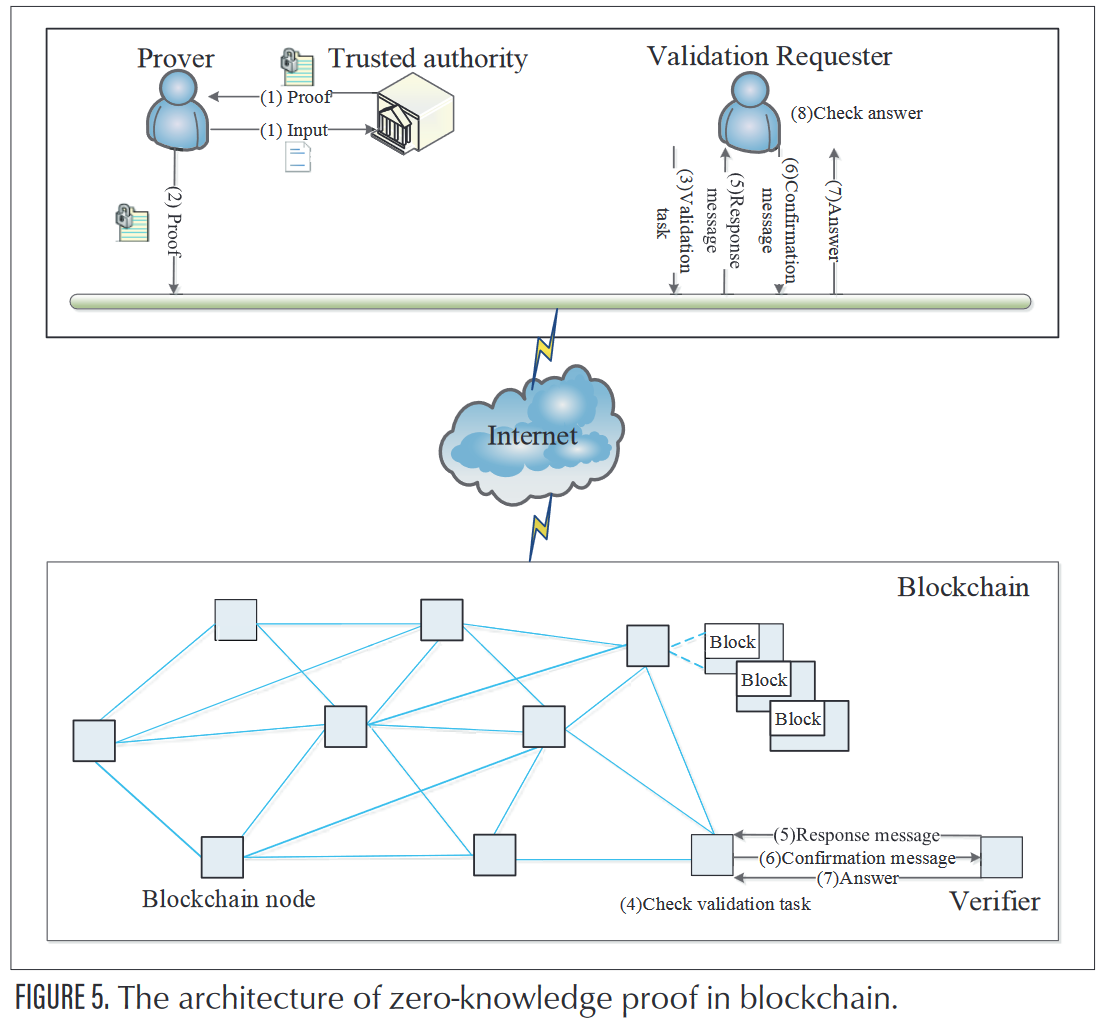 Prover
Trusted authority
Validation Requester
(1) Proof
(1) Input
(8)Check answer
(2) Proof
(3)Validation
task
(5)Response
message
(6)Confirmation
message
(7)Answer
Internet
Blockchain
Block
Block
Block
(5)Response message
(6)Confirmation message
(7)Answer
Blockchain node
(4)Check validation task
Verifier
FIGURE 5. The architecture of zero-knowledge proof in blockchain.